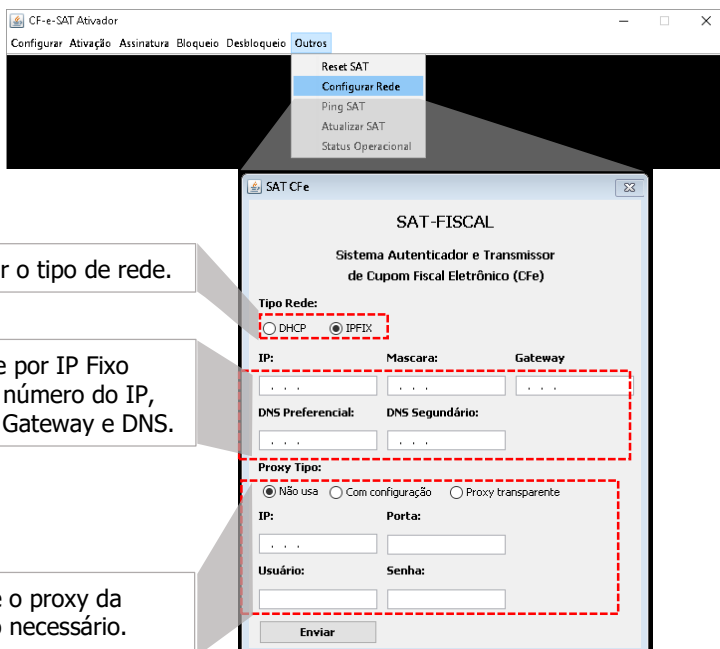 CF-e-SAT Ativador
Configurar Ativação Assinatura Bloqueio Desbloqueio Outros
Reset SAT
Configurar Rede
Ping SAT
Atualizar SAT
Status Operacional
SAT CFe
SAT-FISCAL
Sistema Autenticador e Transmissor
de Cupom Fiscal Eletrônico (CFe)
r o tipo de rede.
Tipo Rede:
DHCP IPFIX
e por IP Fixo
número do IP,
Gateway e DNS.
IP: Mascara: Gateway
. . . . . . . . .
DNS Preferencial: DNS Segundário:
. . . . . .
Proxy Tipo:
Não usa Com configuração Proxy transparente
IP: Porta:
. . .
Usuário: Senha:
e o proxy da
o necessário.
Enviar